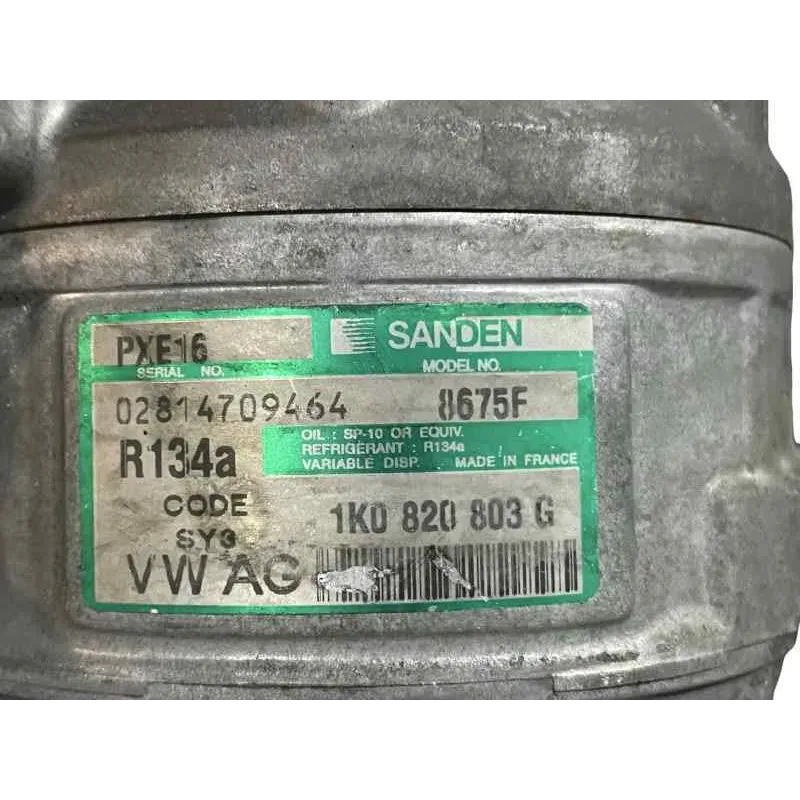 PXE16
SANDEN
SERIAL NO.
MODEL NO.
02814709464
8675F
R134a
OIL : SP-10 OR EQUIV.
REFRIGÉRANT : R134a
VARIABLE DISP. MADE IN FRANCE
CODE
1K0 820 803 G
SY3
VW AG